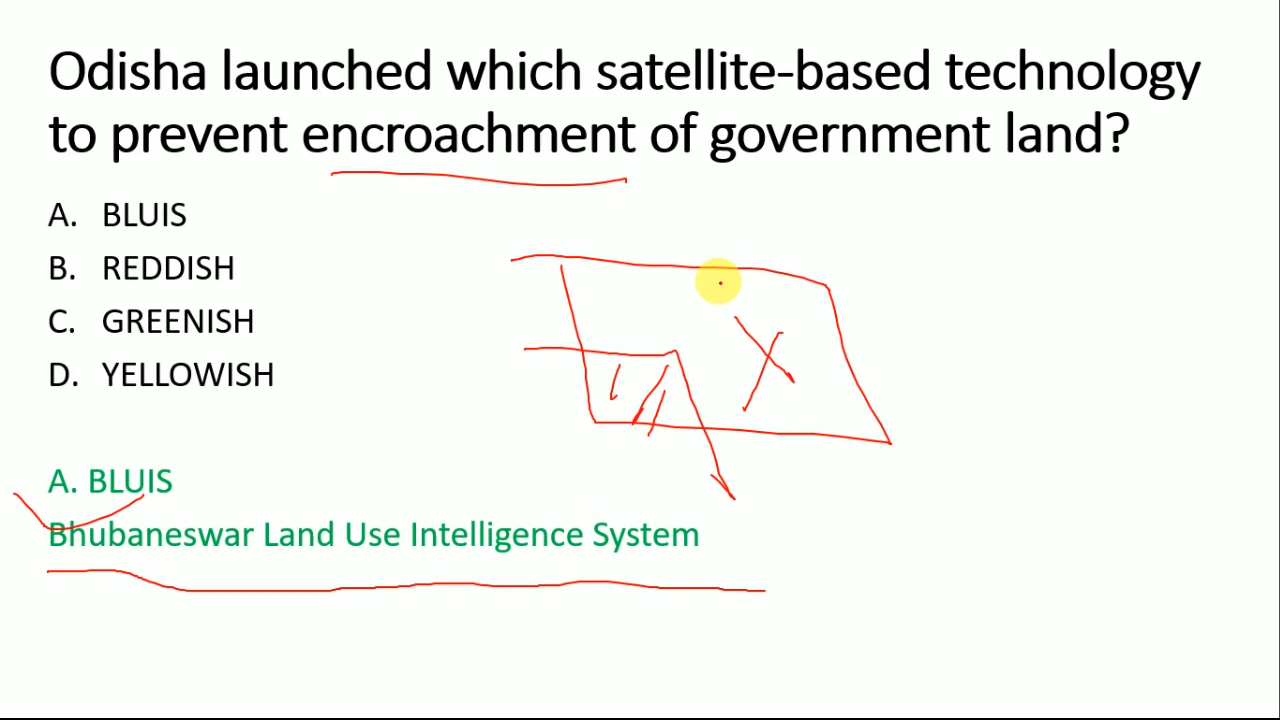 Odisha launched which satellite-based technology
to prevent encroachment of government land?
A. BLUIS
B. REDDISH
C. GREENISH
D. YELLOWISH
A. BLUIS
Bhubaneswar Land Use Intelligence System